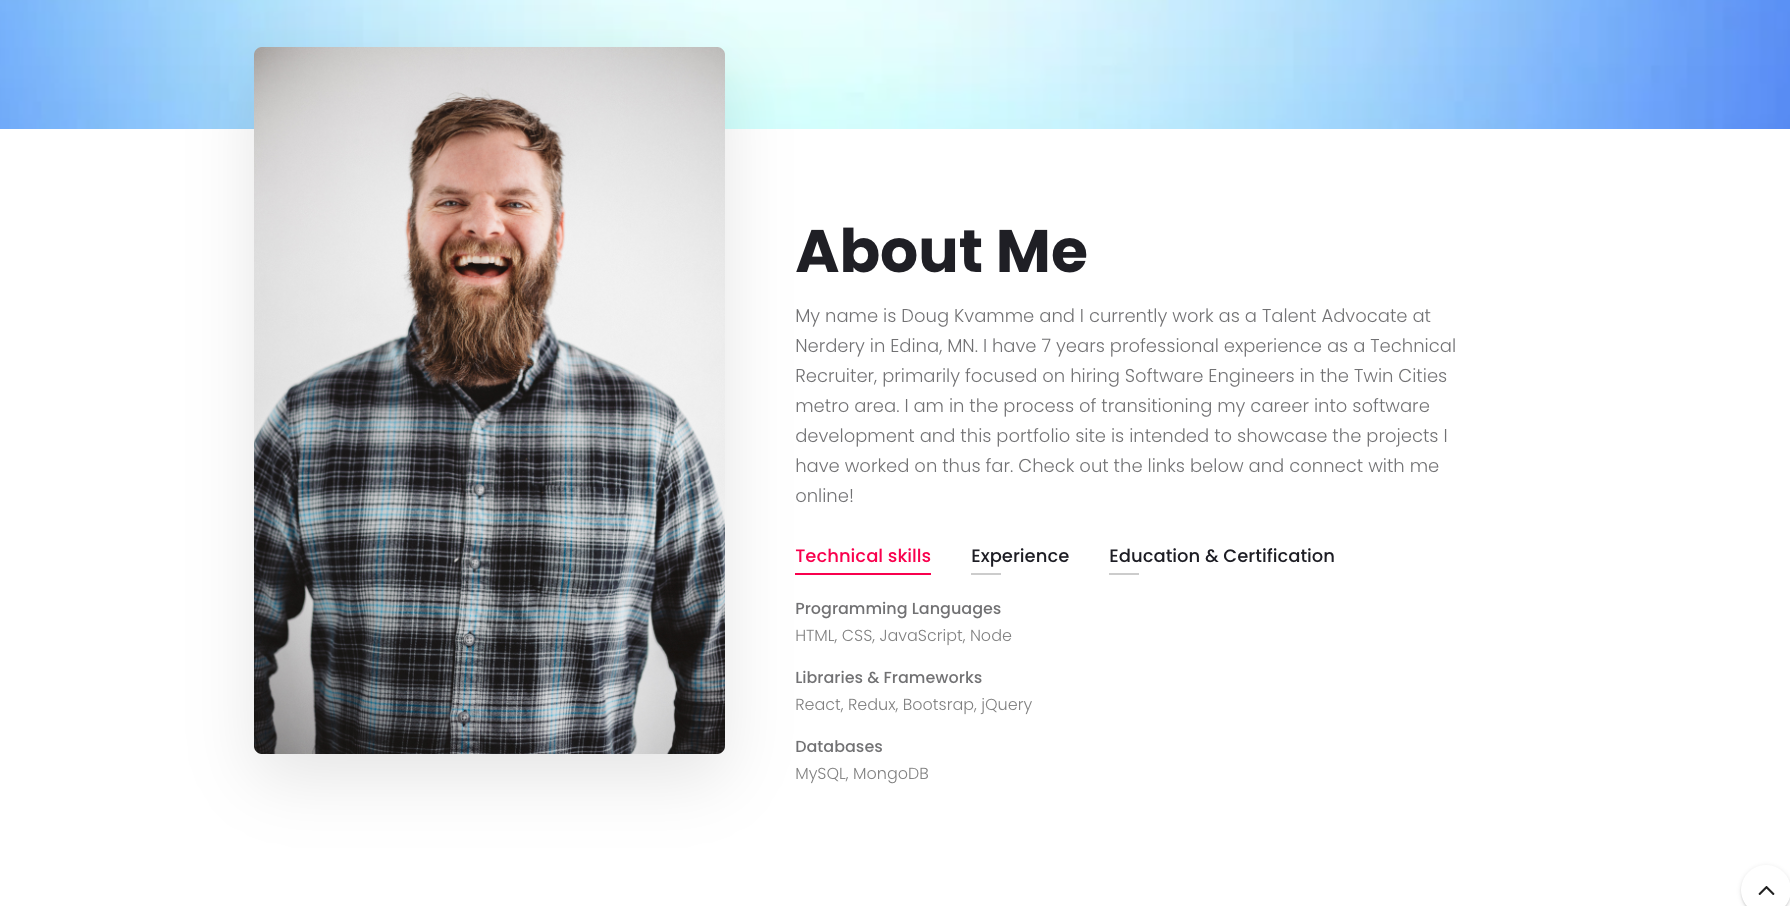 About Me
My name is Doug Kvamme and I currently work as a Talent Advocate at
Nerdery in Edina, MN. I have 7 years professional experience as a Technical
Recruiter, primarily focused on hiring Software Engineers in the Twin Cities
metro area. I am in the process of transitioning my career into software
development and this portfolio site is intended to showcase the projects I
have worked on thus far. Check out the links below and connect with me
online!
Technical skills Experience Education & Certification
Programming Languages
HTML, CSS, JavaScript, Node
Libraries & Frameworks
React, Redux, Bootsrap, jQuery
Databases
MySQL, MongoDB